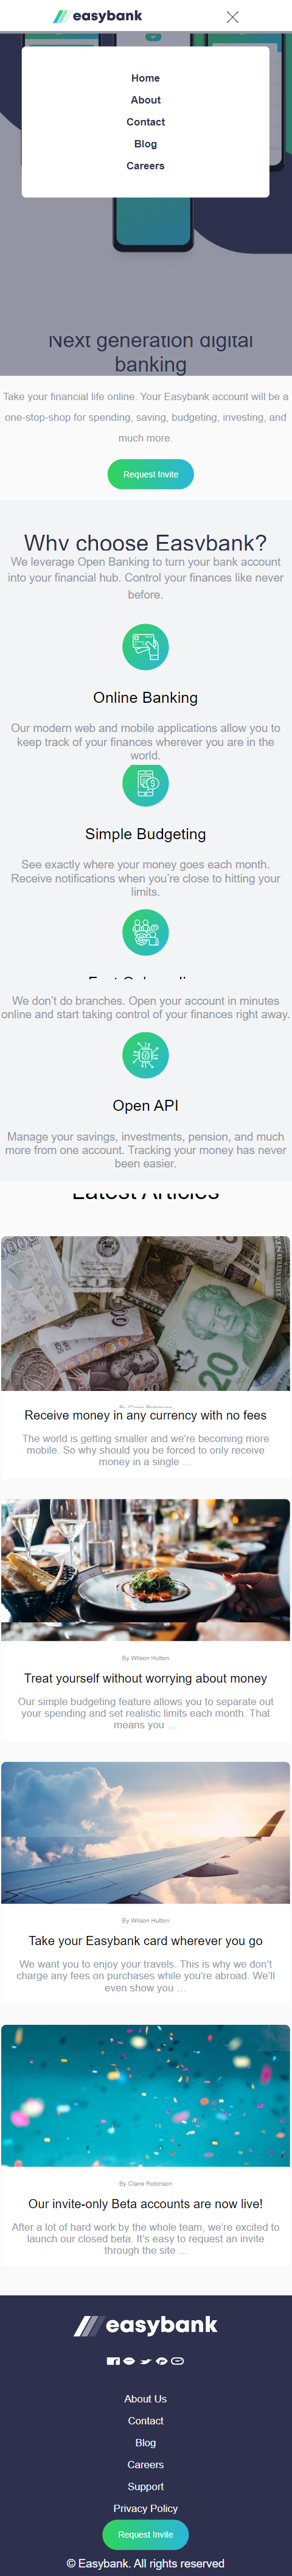 easybank
Home
About
Contact
Blog
Careers
Next generation digital
banking
Take your financial life online. Your Easybank account will be a
one-stop-shop for spending, saving, budgeting, investing, and
much more.
Request Invite
Why choose Easybank?
We leverage Open Banking to turn your bank account
into your financial hub. Control your finances like never
before.
Online Banking
Our modern web and mobile applications allow you to
keep track of your finances wherever you are in the
world.
Simple Budgeting
See exactly where your money goes each month.
Receive notifications when you’re close to hitting your
limits.
We don’t do branches. Open your account in minutes
online and start taking control of your finances right away.
Open API
Manage your savings, investments, pension, and much
more from one account. Tracking your money has never
been easier.
Latest Articles
By Claire Robinson
Receive money in any currency with no fees
The world is getting smaller and we’re becoming more
mobile. So why should you be forced to only receive
money in a single …
By Wilson Hutton
Treat yourself without worrying about money
Our simple budgeting feature allows you to separate out
your spending and set realistic limits each month. That
means you …
By Wilson Hutton
Take your Easybank card wherever you go
We want you to enjoy your travels. This is why we don’t
charge any fees on purchases while you’re abroad. We’ll
even show you …
By Claire Robinson
Our invite-only Beta accounts are now live!
After a lot of hard work by the whole team, we’re excited to
launch our closed beta. It’s easy to request an invite
through the site ...
easybank
About Us
Contact
Blog
Careers
Support
Privacy Policy
Request Invite
© Easybank. All rights reserved